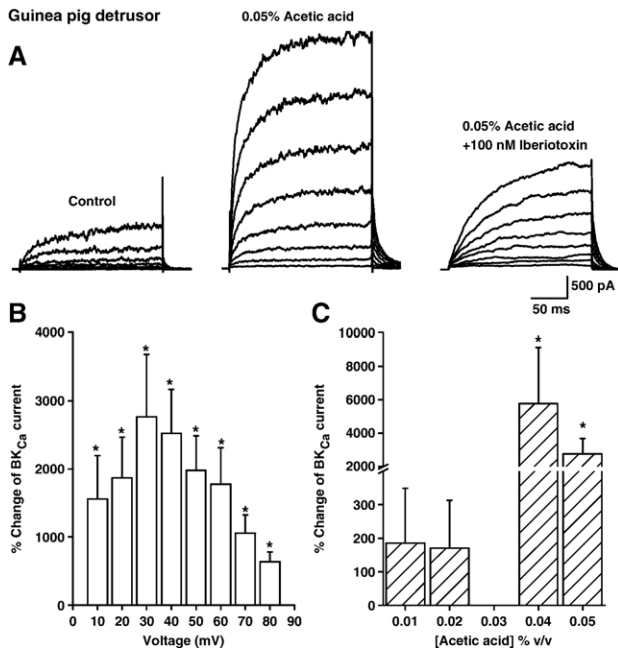 Guinea pig detrusor
A
0.05% Acetic acid
Control
0.05% Acetic acid
+100 nM Iberiotoxin
500 pA
50 ms
B
% Change of BKCa current
4000
3000
2000
1000
0
* * * * * * * *
0 10 20 30 40 50 60 70 80 90
Voltage (mV)
C
% Change of BKCa current
10000
8000
6000
4000
2000
300
200
100
0
* *
0.01 0.02 0.03 0.04 0.05
[Acetic acid] % v/v